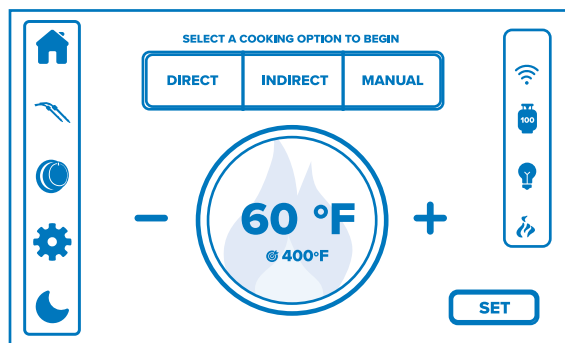 SELECT A COOKING OPTION TO BEGIN
DIRECT INDIRECT MANUAL
100
60 °F
400°F
SET